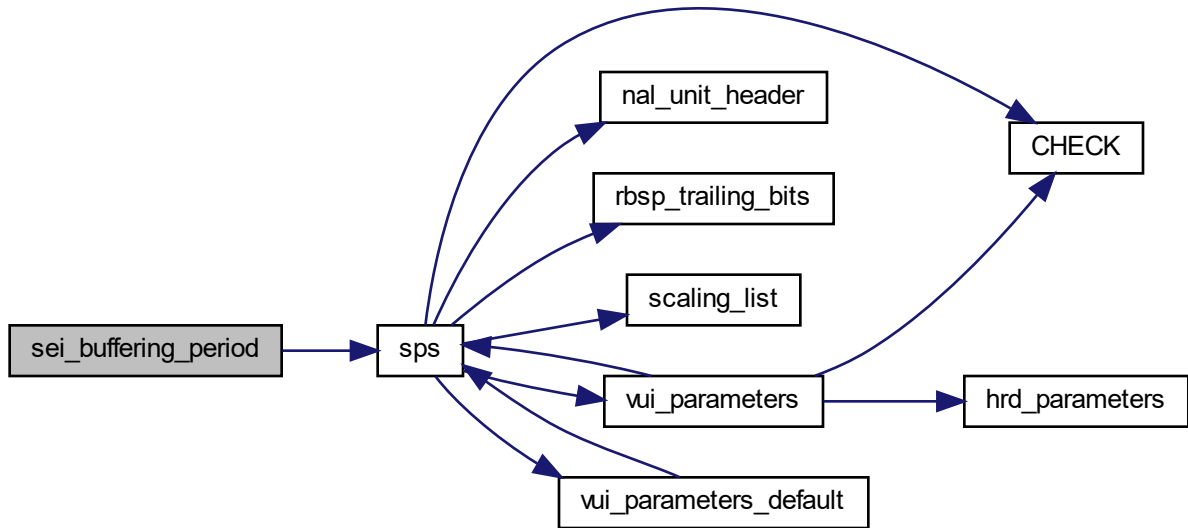 nal_unit_header
CHECK
rbsp_trailing_bits
scaling_list
sei_buffering_period
sps
vui_parameters
hrd_parameters
vui_parameters_default